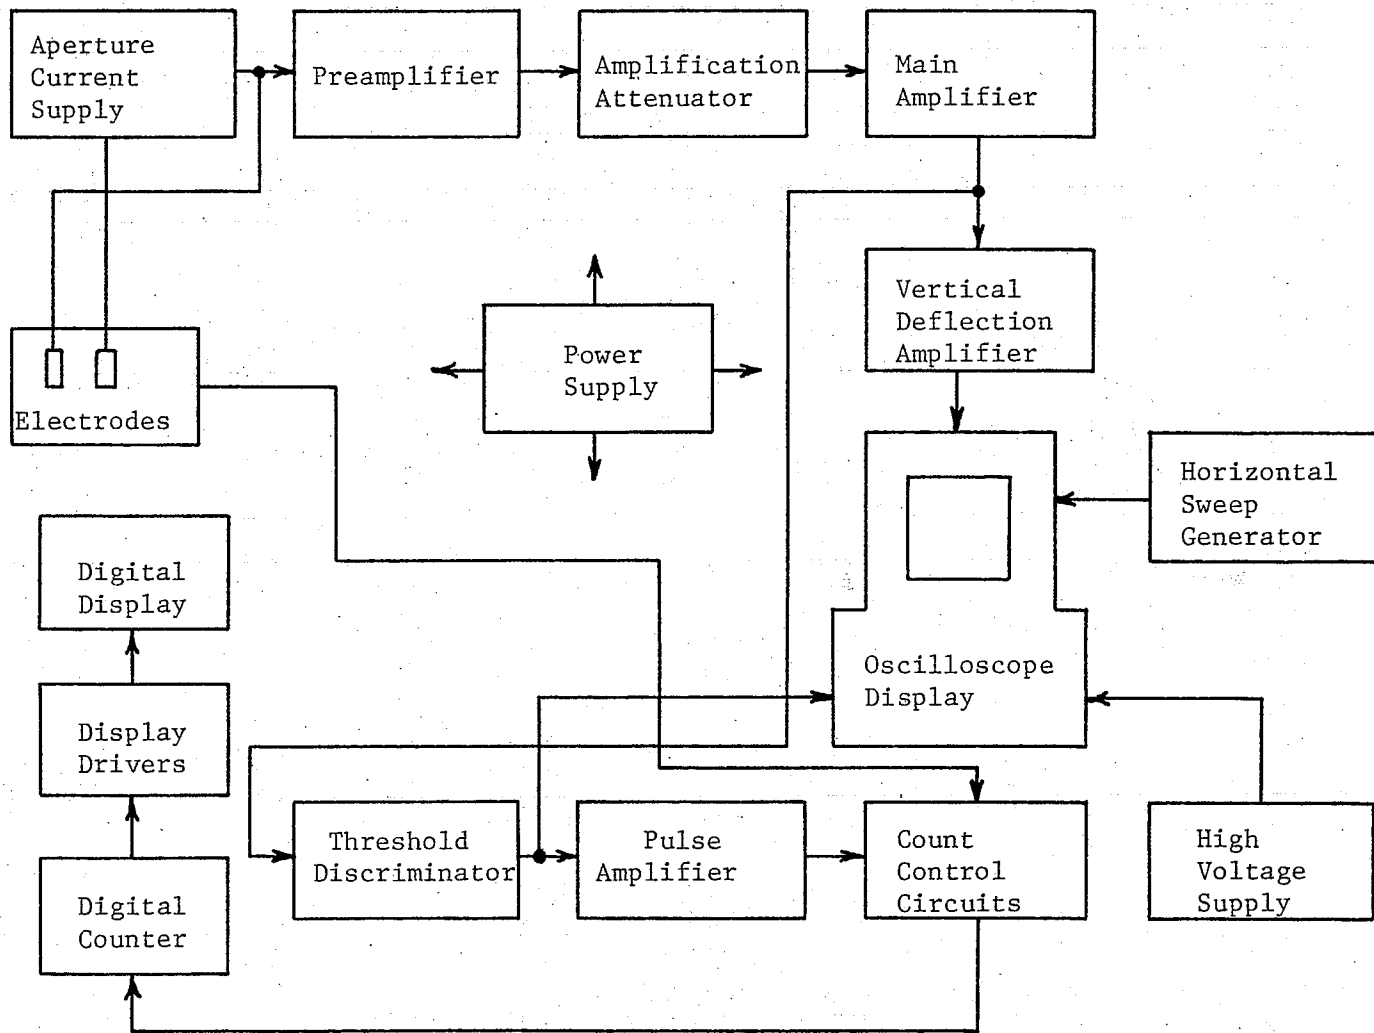 Aperture
Current
Supply
Preamplifier
Amplification
Attenuator
Main
Amplifier
Vertical
Deflection
Amplifier
Power
Supply
Electrodes
Horizontal
Sweep
Generator
Digital
Display
Oscilloscope
Display
Display
Drivers
Threshold
Discriminator
Pulse
Amplifier
Count
Control
Circuits
High
Voltage
Supply
Digital
Counter